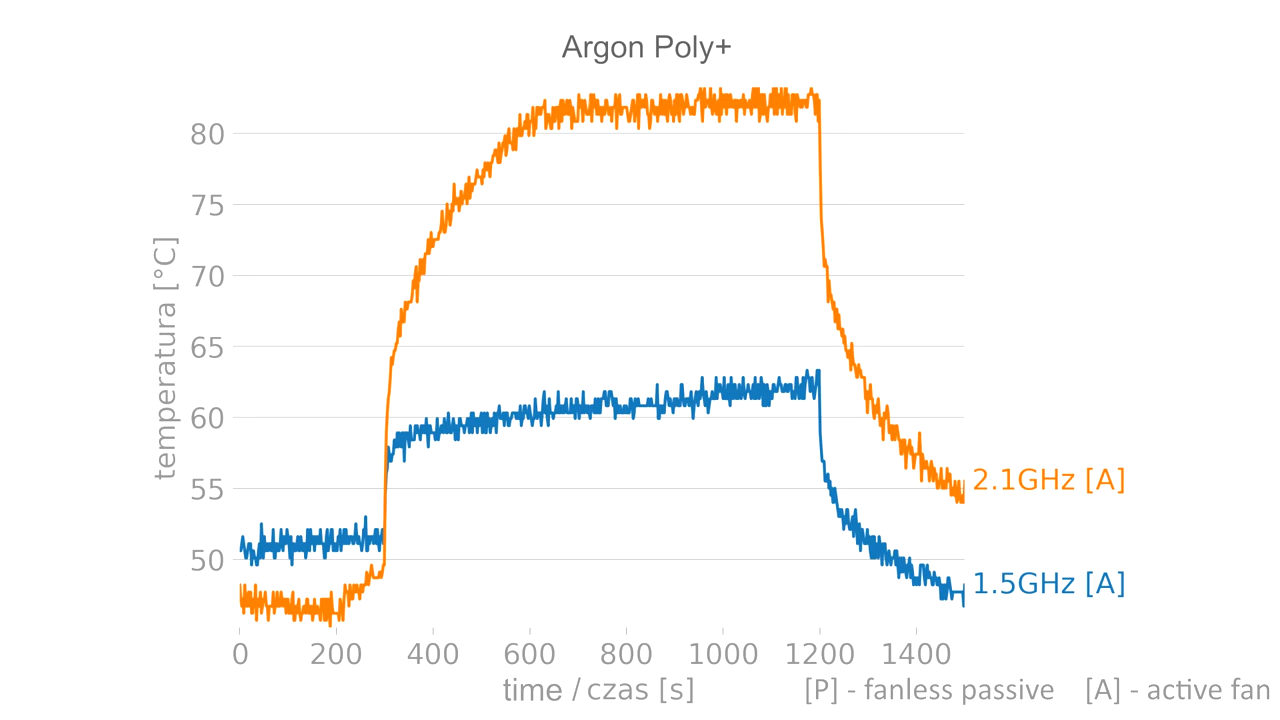 Argon Poly+
80
75
70
65
60
55
50
temperatura [°C]
2.1GHz [A]
1.5GHz [A]
0 200 400 600 800 1000 1200 1400
time / czas [s]
[P] - fanless passive [A] - active fan